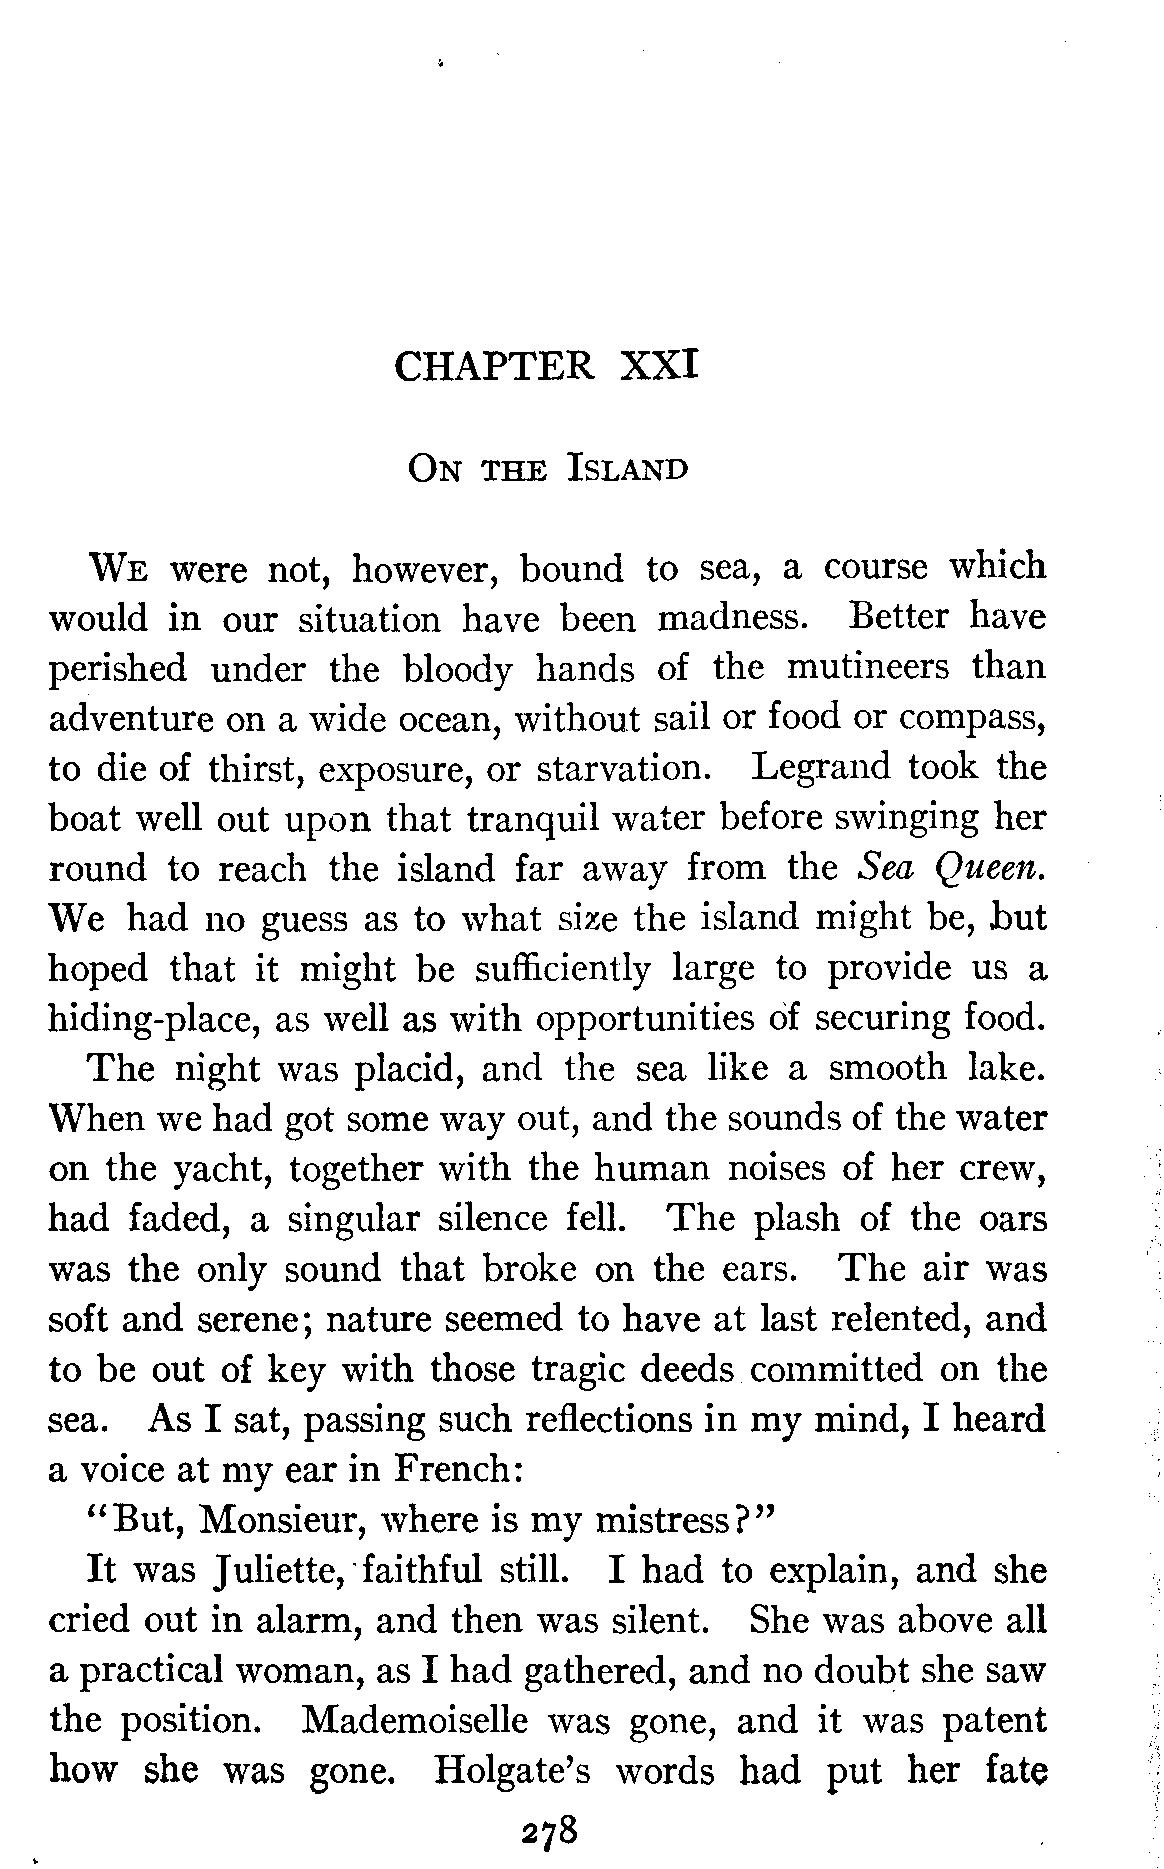 CHAPTER XXI
ON THE ISLAND
WE were not, however, bound to sea, a course which
would in our situation have been madness. Better have
perished under the bloody hands of the mutineers than
adventure on a wide ocean, without sail or food or compass,
to die of thirst, exposure, or starvation. Legrand took the
boat well out upon that tranquil water before swinging her
round to reach the island far away from the Sea Queen.
We had no guess as to what size the island might be, but
hoped that it might be sufficiently large to provide us a
hiding-place, as well as with opportunities of securing food.
The night was placid, and the sea like a smooth lake.
When we had got some way out, and the sounds of the water
on the yacht, together with the human noises of her crew,
had faded, a singular silence fell. The plash of the oars
was the only sound that broke on the ears. The air was
soft and serene; nature seemed to have at last relented, and
to be out of key with those tragic deeds committed on the
sea. As I sat, passing such reflections in my mind, I heard
a voice at my ear in French:
"But, Monsieur, where is my mistress?"
It was Juliette, faithful still. I had to explain, and she
cried out in alarm, and then was silent. She was above all
a practical woman, as I had gathered, and no doubt she saw
the position. Mademoiselle was gone, and it was patent
how she was gone. Holgate's words had put her fate
278